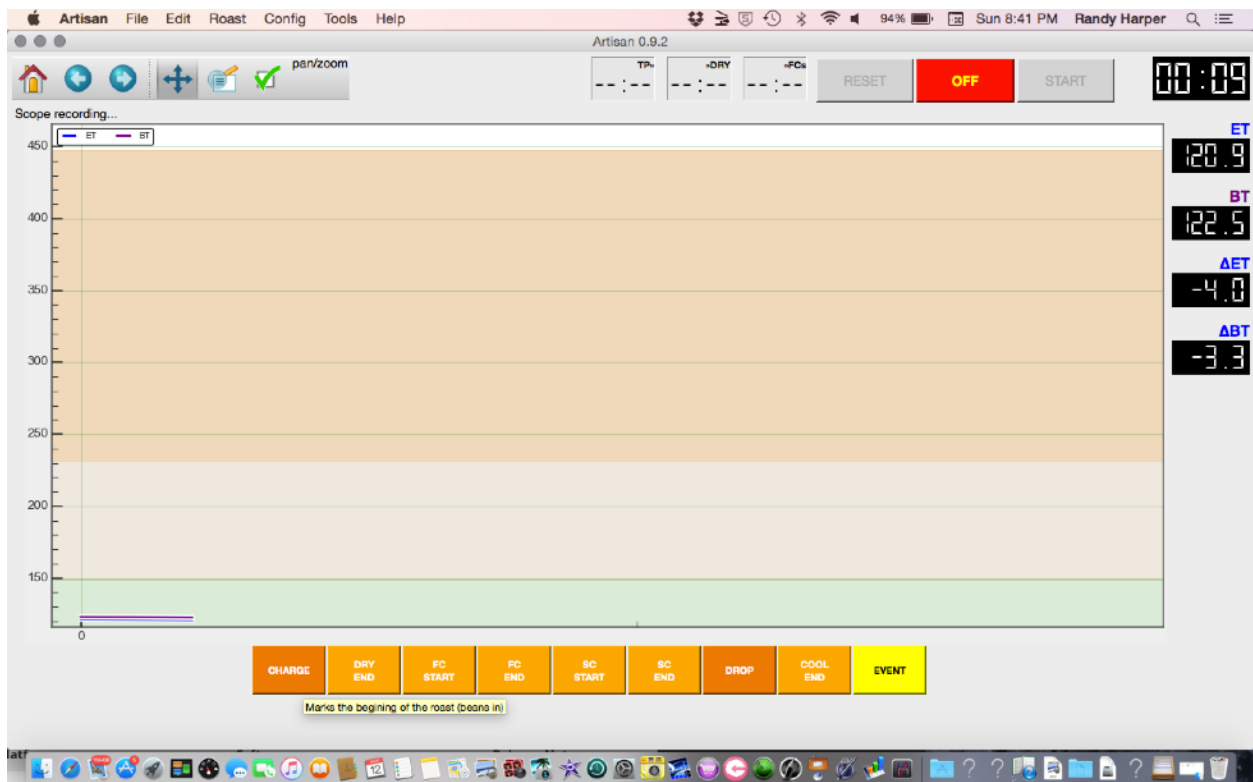 Artisan File Edit Roast Config Tools Help 94% Sun 8:41 PM Randy Harper
Artisan 0.9.2
pan/zoom
TP» »DRY »FCs
--:-- --:-- --:-- RESET OFF START 00:09
Scope recording...
ET BT
ET
120.9
BT
122.5
ΔET
-4.0
ΔBT
-3.3
450
400
350
300
250
200
150
0
CHARGE DRY END FC START FC END SC START SC END DROP COOL END EVENT
Marks the begining of the roast (beans in)